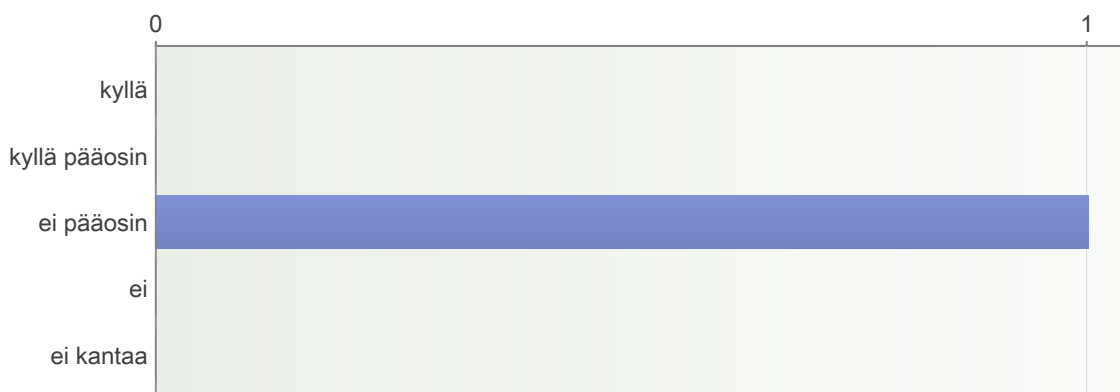 0 1
kyllä
kyllä pääosin
ei pääosin
ei
ei kantaa